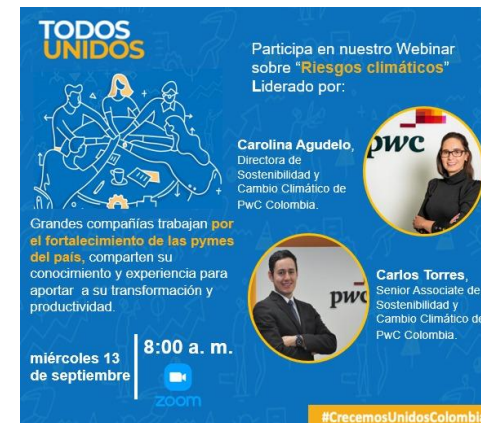 TODOS
UNIDOS
Participa en nuestro Webinar
sobre “Riesgos climáticos”
Liderado por:
Carolina Agudelo,
Directora de
Sostenibilidad y
Cambio Climático de
PwC Colombia.
pwc
Grandes compañías trabajan por
el fortalecimiento de las pymes
del país, comparten su
conocimiento y experiencia para
aportar a su transformación y
productividad.
pwc
Carlos Torres,
Senior Associate de
Sostenibilidad y
Cambio Climático de
PwC Colombia.
miércoles 13
de septiembre
8:00 a. m.
zoom
#CrecemosUnidosColombia